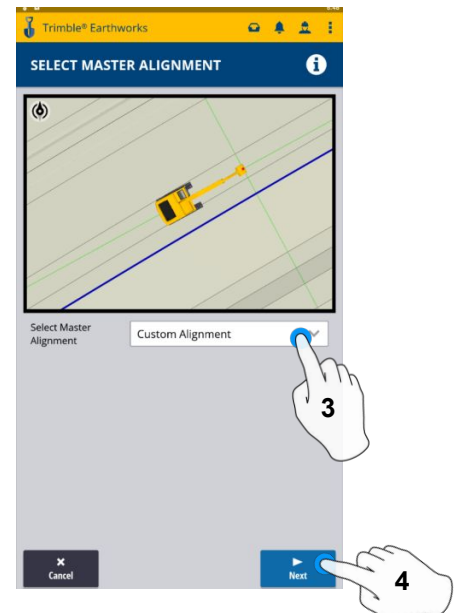 Trimble® Earthworks
SELECT MASTER ALIGNMENT
Select Master
Alignment
Custom Alignment
3
Cancel
Next
4